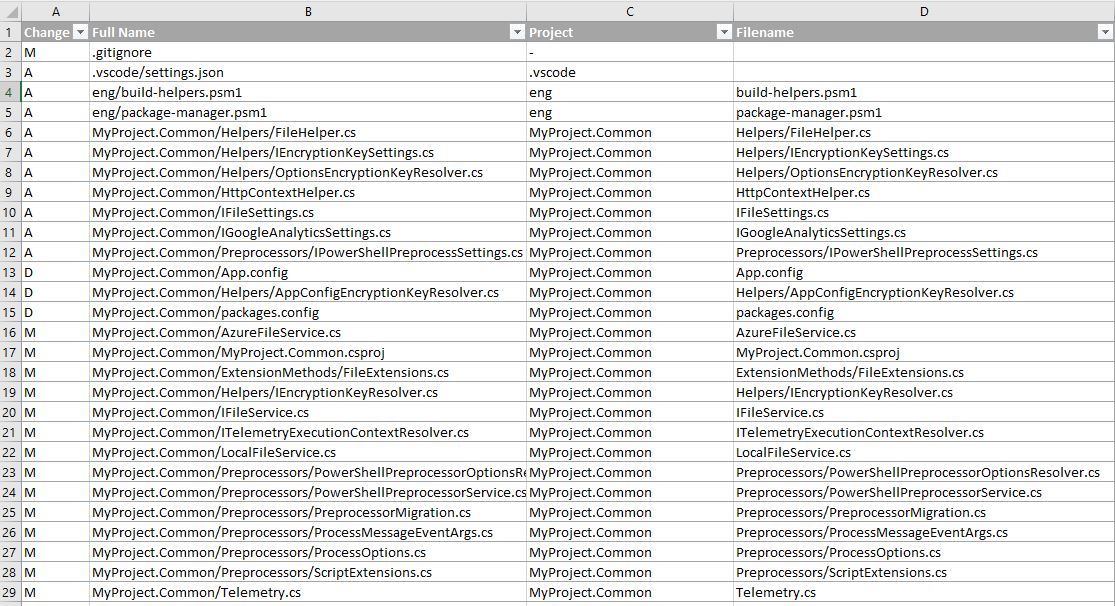 A B C D
1 Change Full Name Project Filename
2 M .gitignore -
3 A .vscode/settings.json .vscode
4 A eng/build-helpers.psm1 eng build-helpers.psm1
5 A eng/package-manager.psm1 eng package-manager.psm1
6 A MyProject.Common/Helpers/FileHelper.cs MyProject.Common Helpers/FileHelper.cs
7 A MyProject.Common/Helpers/IEncryptionKeySettings.cs MyProject.Common Helpers/IEncryptionKeySettings.cs
8 A MyProject.Common/Helpers/OptionsEncryptionKeyResolver.cs MyProject.Common Helpers/OptionsEncryptionKeyResolver.cs
9 A MyProject.Common/HttpContextHelper.cs MyProject.Common HttpContextHelper.cs
10 A MyProject.Common/IFileSettings.cs MyProject.Common IFileSettings.cs
11 A MyProject.Common/IGoogleAnalyticsSettings.cs MyProject.Common IGoogleAnalyticsSettings.cs
12 A MyProject.Common/Preprocessors/IPowerShellPreprocessSettings.cs MyProject.Common Preprocessors/IPowerShellPreprocessSettings.cs
13 D MyProject.Common/App.config MyProject.Common App.config
14 D MyProject.Common/Helpers/AppConfigEncryptionKeyResolver.cs MyProject.Common Helpers/AppConfigEncryptionKeyResolver.cs
15 D MyProject.Common/packages.config MyProject.Common packages.config
16 M MyProject.Common/AzureFileService.cs MyProject.Common AzureFileService.cs
17 M MyProject.Common/MyProject.Common.csproj MyProject.Common MyProject.Common.csproj
18 M MyProject.Common/ExtensionMethods/FileExtensions.cs MyProject.Common ExtensionMethods/FileExtensions.cs
19 M MyProject.Common/Helpers/IEncryptionKeyResolver.cs MyProject.Common Helpers/IEncryptionKeyResolver.cs
20 M MyProject.Common/IFileService.cs MyProject.Common IFileService.cs
21 M MyProject.Common/ITelemetryExecutionContextResolver.cs MyProject.Common ITelemetryExecutionContextResolver.cs
22 M MyProject.Common/LocalFileService.cs MyProject.Common LocalFileService.cs
23 M MyProject.Common/Preprocessors/PowerShellPreprocessorOptionsRe MyProject.Common Preprocessors/PowerShellPreprocessorOptionsResolver.cs
24 M MyProject.Common/Preprocessors/PowerShellPreprocessorService.cs MyProject.Common Preprocessors/PowerShellPreprocessorService.cs
25 M MyProject.Common/Preprocessors/PreprocessorMigration.cs MyProject.Common Preprocessors/PreprocessorMigration.cs
26 M MyProject.Common/Preprocessors/ProcessMessageEventArgs.cs MyProject.Common Preprocessors/ProcessMessageEventArgs.cs
27 M MyProject.Common/Preprocessors/ProcessOptions.cs MyProject.Common Preprocessors/ProcessOptions.cs
28 M MyProject.Common/Preprocessors/ScriptExtensions.cs MyProject.Common Preprocessors/ScriptExtensions.cs
29 M MyProject.Common/Telemetry.cs MyProject.Common Telemetry.cs